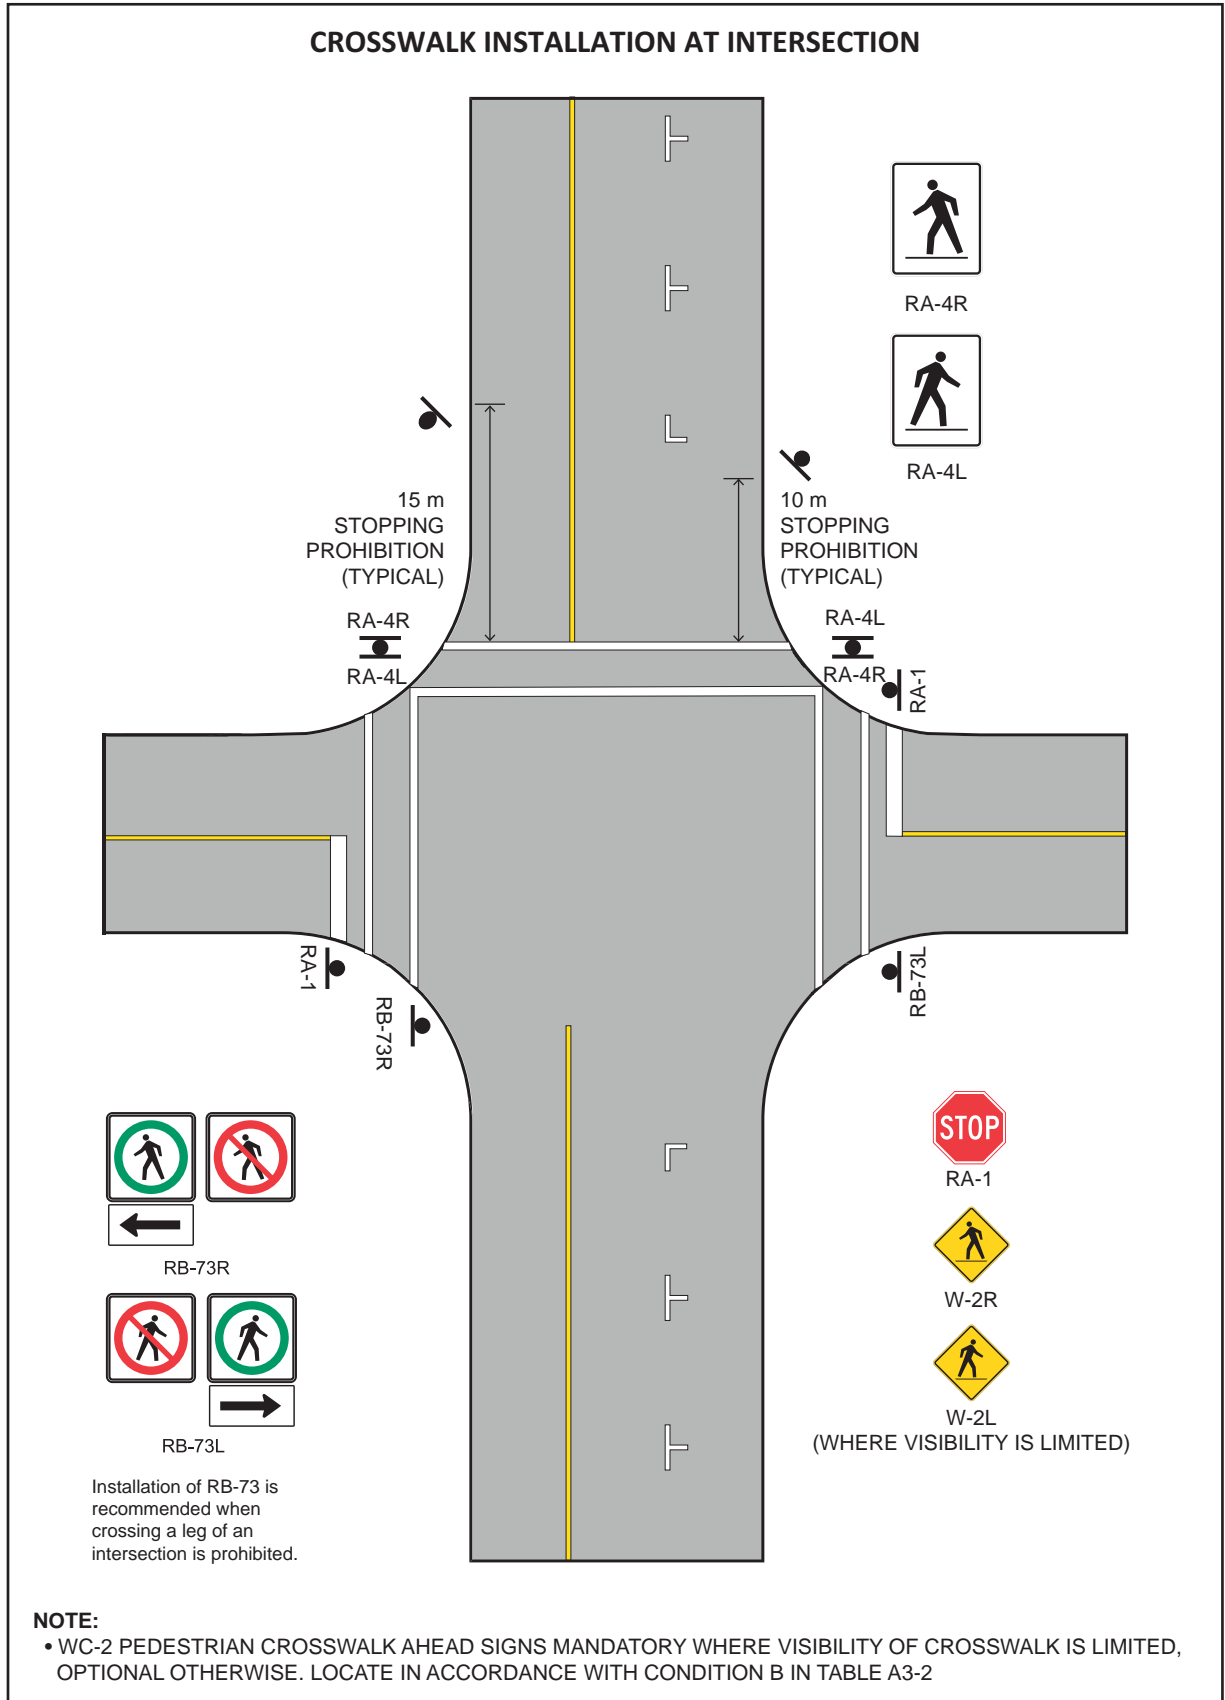 CROSSWALK INSTALLATION AT INTERSECTION
RA-4R
RA-4L
15 m
STOPPING
PROHIBITION
(TYPICAL)
10 m
STOPPING
PROHIBITION
(TYPICAL)
RA-4R
RA-4L
RA-4L
RA-4R
RA-1
RA-1
RB-73R
RB-73L
RB-73R
RB-73L
Installation of RB-73 is
recommended when
crossing a leg of an
intersection is prohibited.
STOP
RA-1
W-2R
W-2L
(WHERE VISIBILITY IS LIMITED)
NOTE:
• WC-2 PEDESTRIAN CROSSWALK AHEAD SIGNS MANDATORY WHERE VISIBILITY OF CROSSWALK IS LIMITED,
OPTIONAL OTHERWISE. LOCATE IN ACCORDANCE WITH CONDITION B IN TABLE A3-2